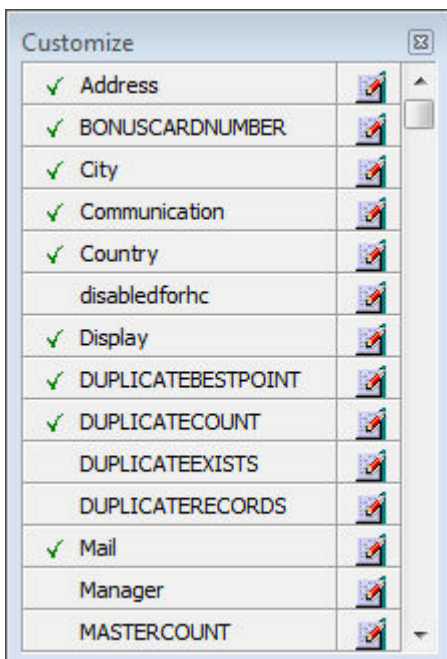 Customize
Address
BONUSCARDNUMBER
City
Communication
Country
disabledforhc
Display
DUPLICATEBESTPOINT
DUPLICATECOUNT
DUPLICATEEXISTS
DUPLICATERECORDS
Mail
Manager
MASTERCOUNT